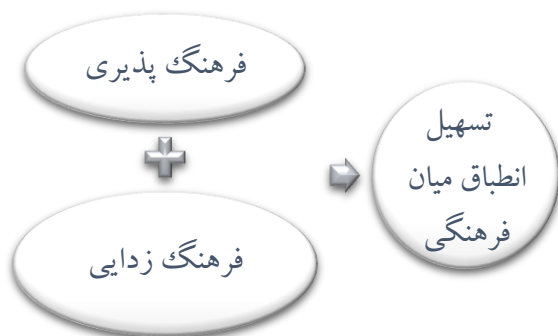 فرهنگ پذیری
فرهنگ زدایی
تسهیل
انطباق میان
فرهنگی